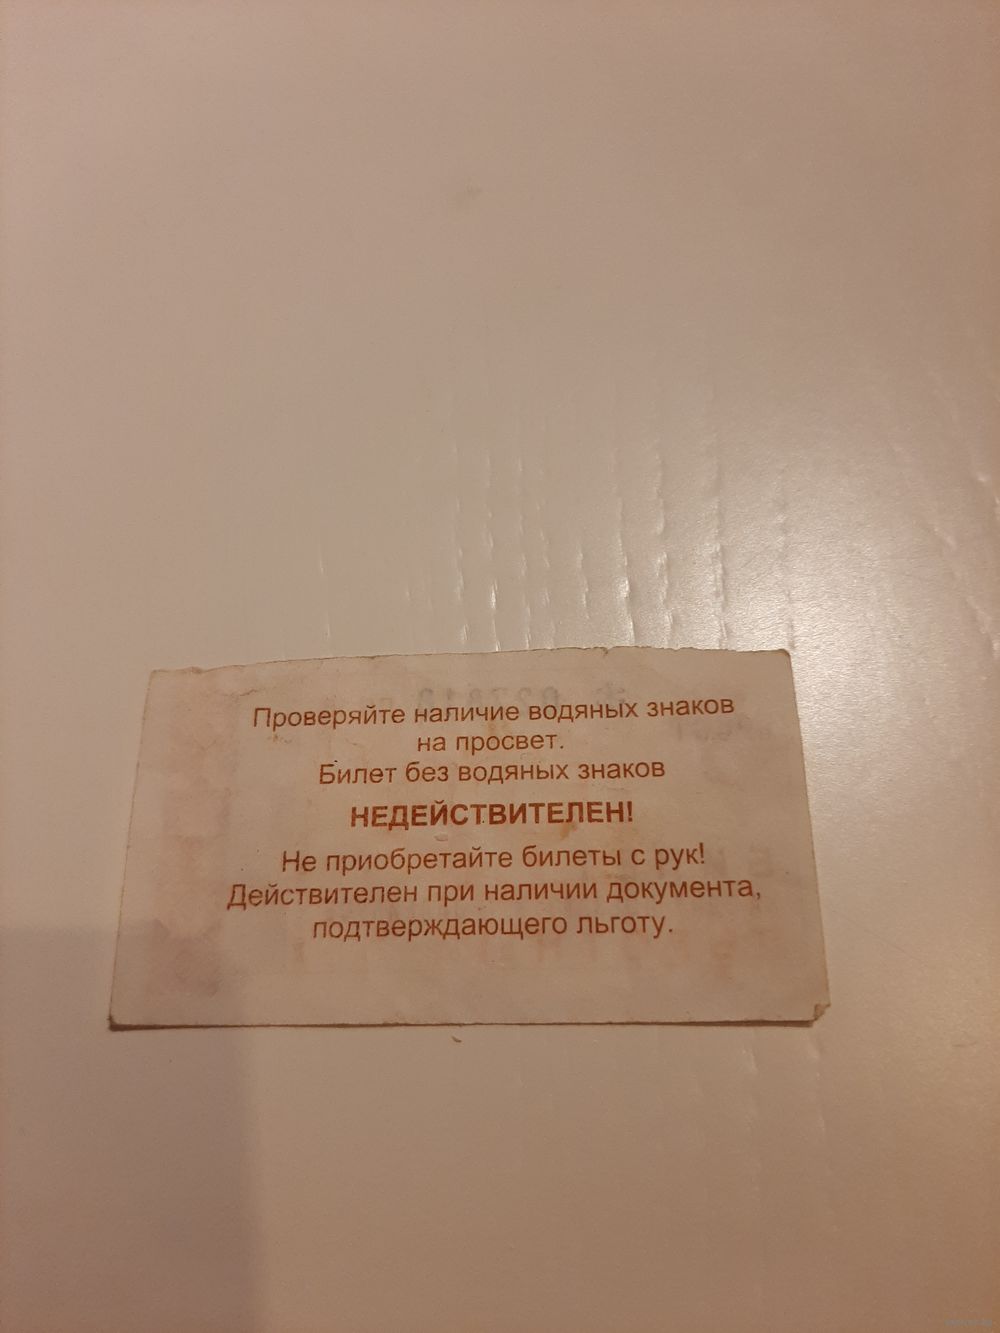 Проверяйте наличие водяных знаков
на просвет.
Билет без водяных знаков
НЕДЕЙСТВИТЕЛЕН!
Не приобретайте билеты с рук!
Действителен при наличии документа,
подтверждающего льготу.